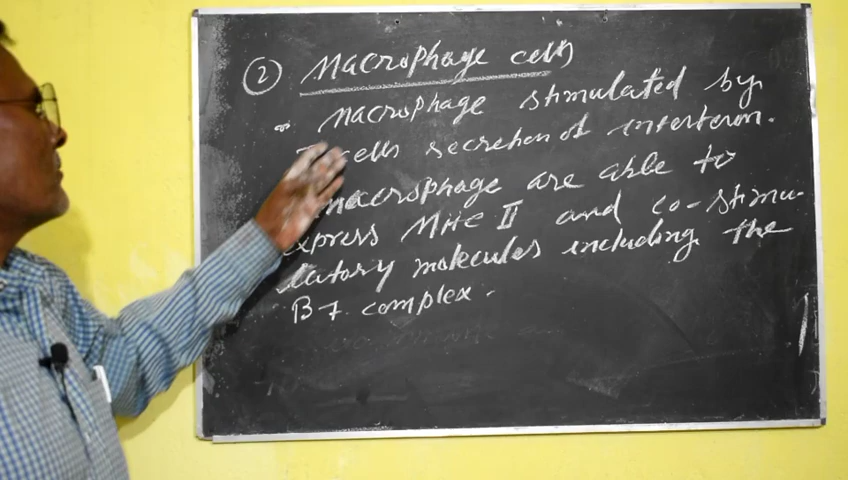 ② Macrophage cells
Macrophage stimulated by
T cells secretion of interferon.
macrophage are able to
express MHC II and co-stimu-
latory molecules including the
B-7 complex.